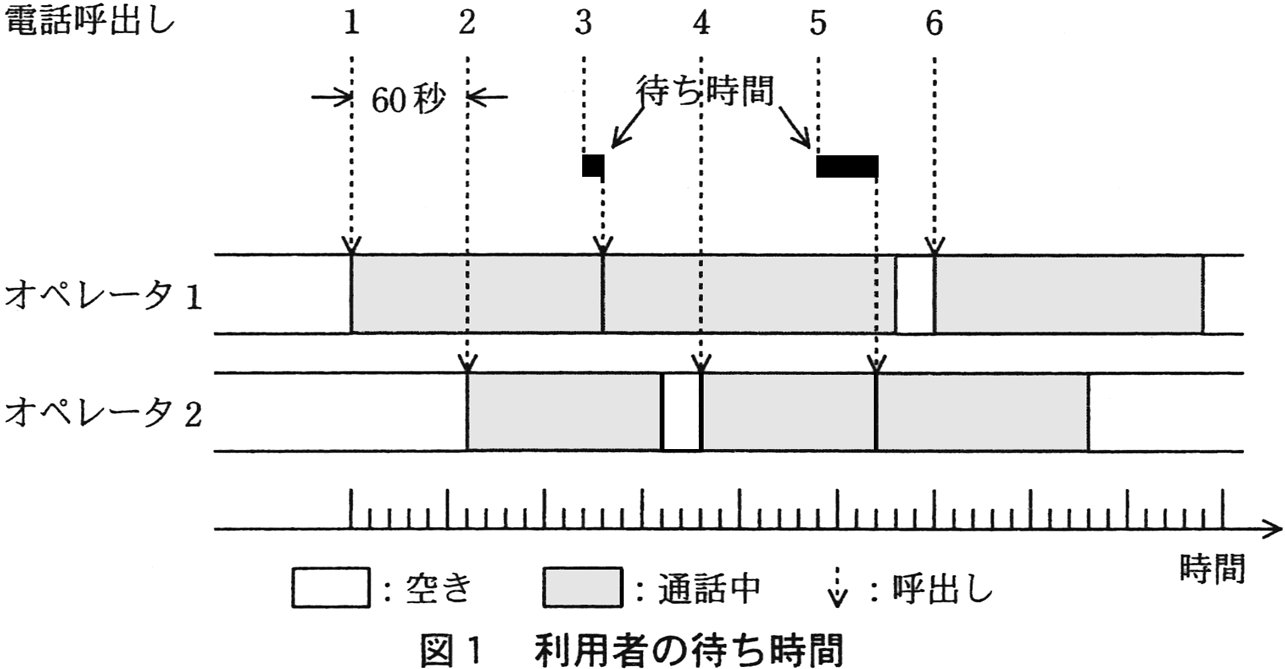 電話呼出し 1 2 3 4 5 6
60秒 待ち時間
オペレータ1
オペレータ2
時間
：空き ：通話中 ：呼出し
図1 利用者の待ち時間